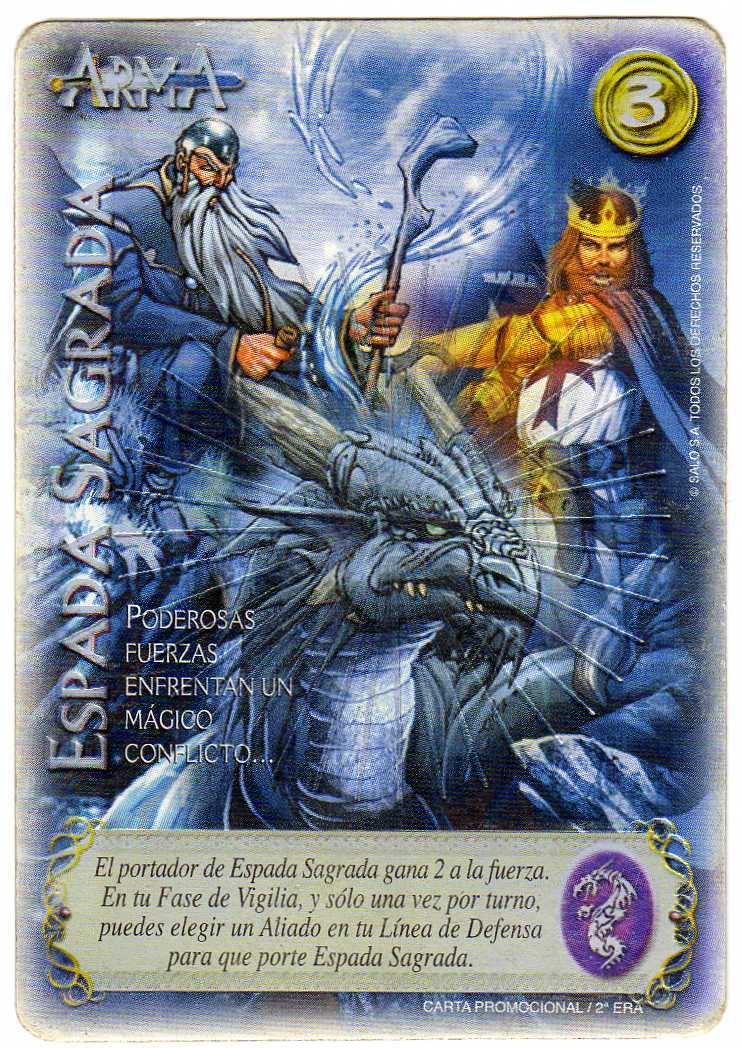 ARMA
3
ESPADA SAGRADA
© SALO S.A. TODOS LOS DERECHOS RESERVADOS
PODEROSAS
FUERZAS
ENFRENTAN UN
MÁGICO
CONFLICTO...
El portador de Espada Sagrada gana 2 a la fuerza.
En tu Fase de Vigilia, y sólo una vez por turno,
puedes elegir un Aliado en tu Línea de Defensa
para que porte Espada Sagrada.
CARTA PROMOCIONAL / 2ª ERA